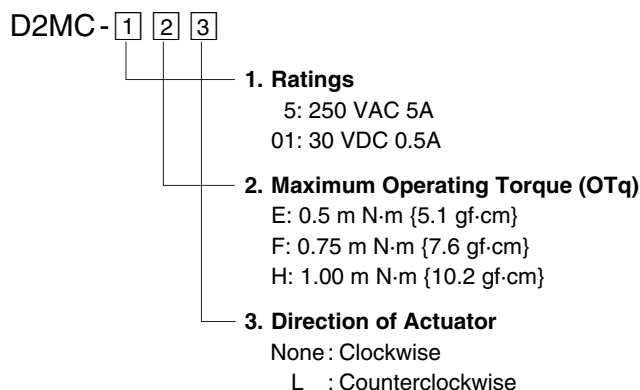 D2MC-1 2 3
1. Ratings
5: 250 VAC 5A
01: 30 VDC 0.5A
2. Maximum Operating Torque (OTq)
E: 0.5 m N·m {5.1 gf·cm}
F: 0.75 m N·m {7.6 gf·cm}
H: 1.00 m N·m {10.2 gf·cm}
3. Direction of Actuator
None : Clockwise
L : Counterclockwise